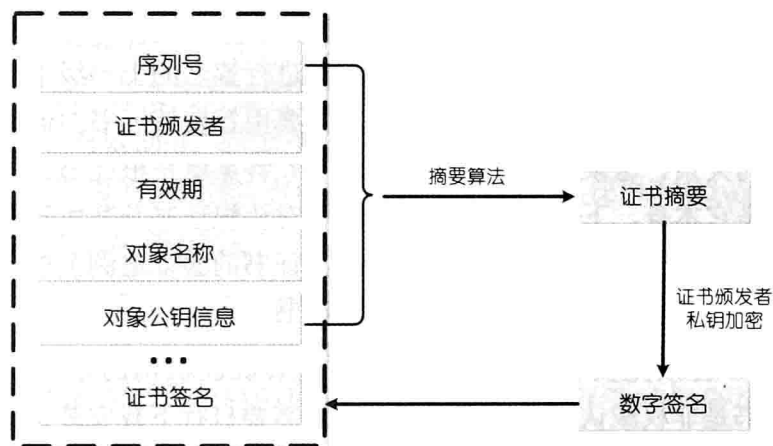 序列号
证书颁发者
有效期
对象名称
对象公钥信息
...
证书签名
摘要算法
证书摘要
证书颁发者
私钥加密
数字签名